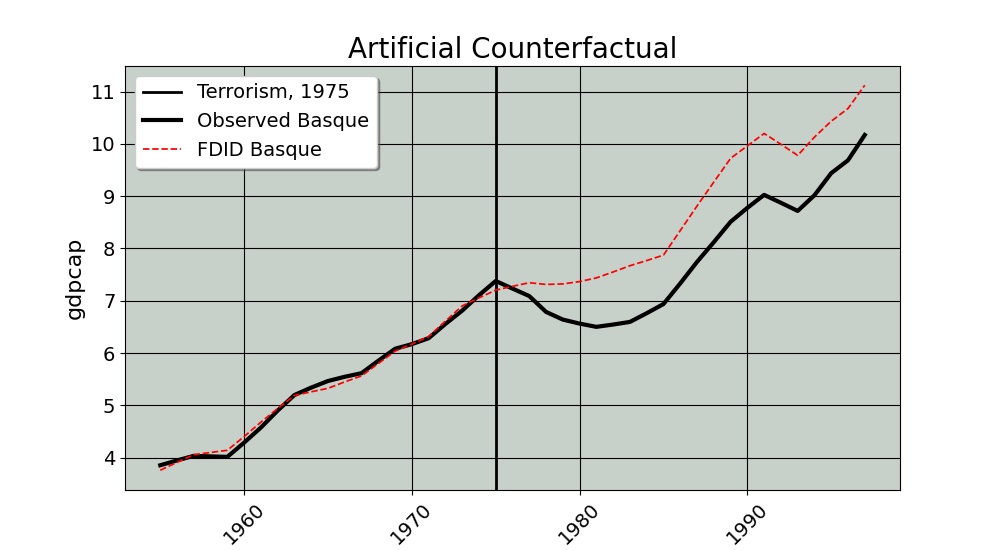 Artificial Counterfactual
Terrorism, 1975
Observed Basque
FDID Basque
gdpcap
11
10
9
8
7
6
5
4
1960
1970
1980
1990